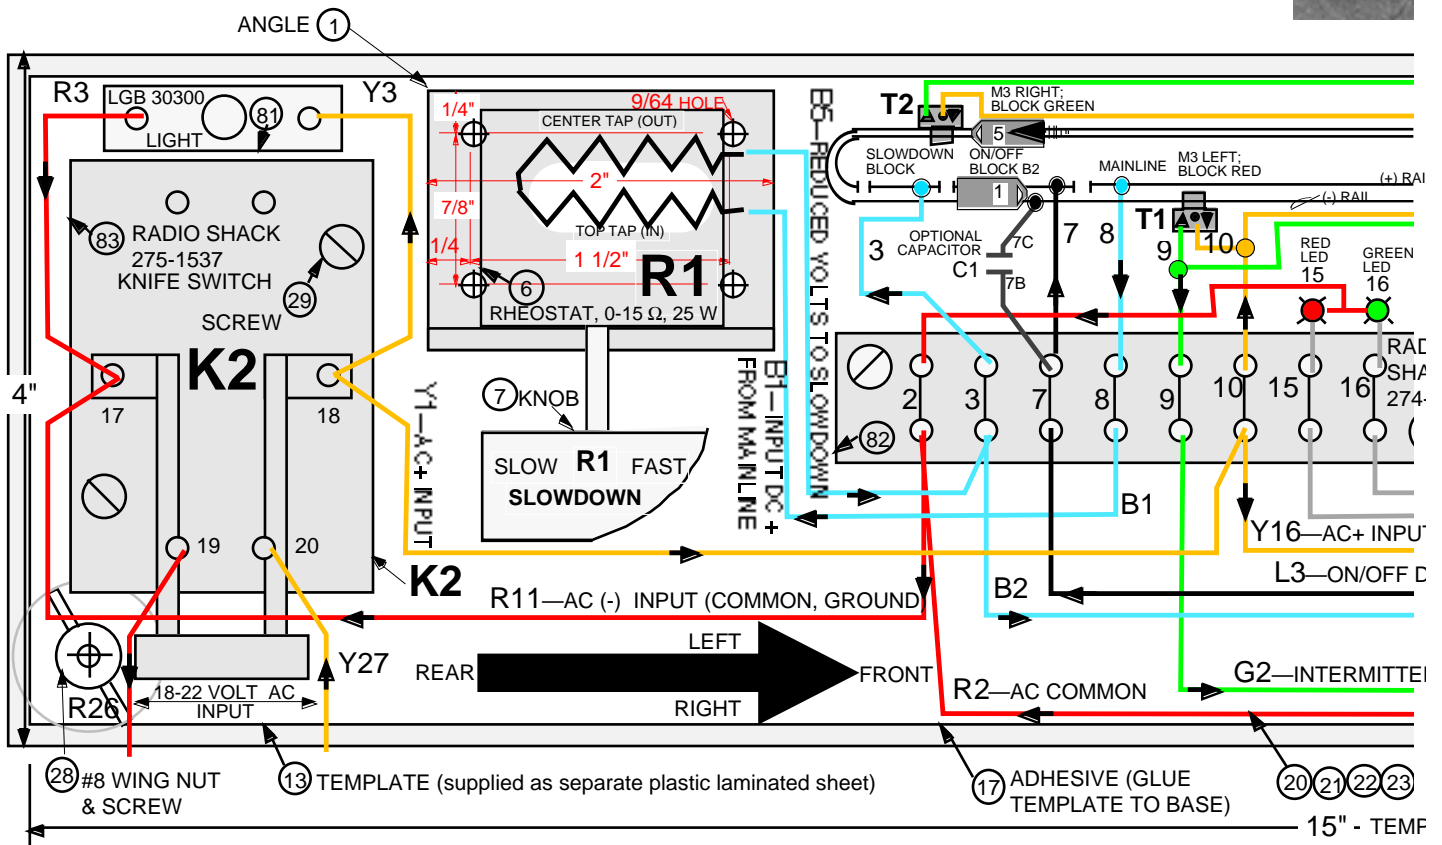 ANGLE 1
R3
LGB 30300
LIGHT
81
Y3
83
RADIO SHACK
275-1537
KNIFE SWITCH
29
SCREW
K2
17
18
19
20
K2
4"
R26
18-22 VOLT AC
INPUT
Y27
28
#8 WING NUT
& SCREW
13 TEMPLATE (supplied as separate plastic laminated sheet)
1/4"
9/64 HOLE
CENTER TAP (OUT)
2"
7/8"
TOP TAP (IN)
1/4
1 1/2"
R1
6
RHEOSTAT, 0-15 Ω, 25 W
7 KNOB
SLOW R1 FAST
SLOWDOWN
Y1—AC+ INPUT
B1—INPUT DC +
FROM MAINLINE
B5—REDUCED VOLTS TO SLOWDOWN
T2
M3 RIGHT;
BLOCK GREEN
5
SLOWDOWN
BLOCK
ON/OFF
BLOCK B2
1
MAINLINE
M3 LEFT;
BLOCK RED
(+) RAI
(-) RAIL
T1
3
OPTIONAL
CAPACITOR
C1
7C
7B
7
8
9
10
RED
LED
15
GREEN
LED
16
2
3
7
8
9
10
15
16
RAD
SHA
274-
82
B1
Y16—AC+ INPUT
L3—ON/OFF D
B2
R11—AC (-) INPUT (COMMON, GROUND)
LEFT
REAR
FRONT
RIGHT
G2—INTERMITTE
R2—AC COMMON
17
ADHESIVE (GLUE
TEMPLATE TO BASE)
20 21 22 23
15" - TEMP